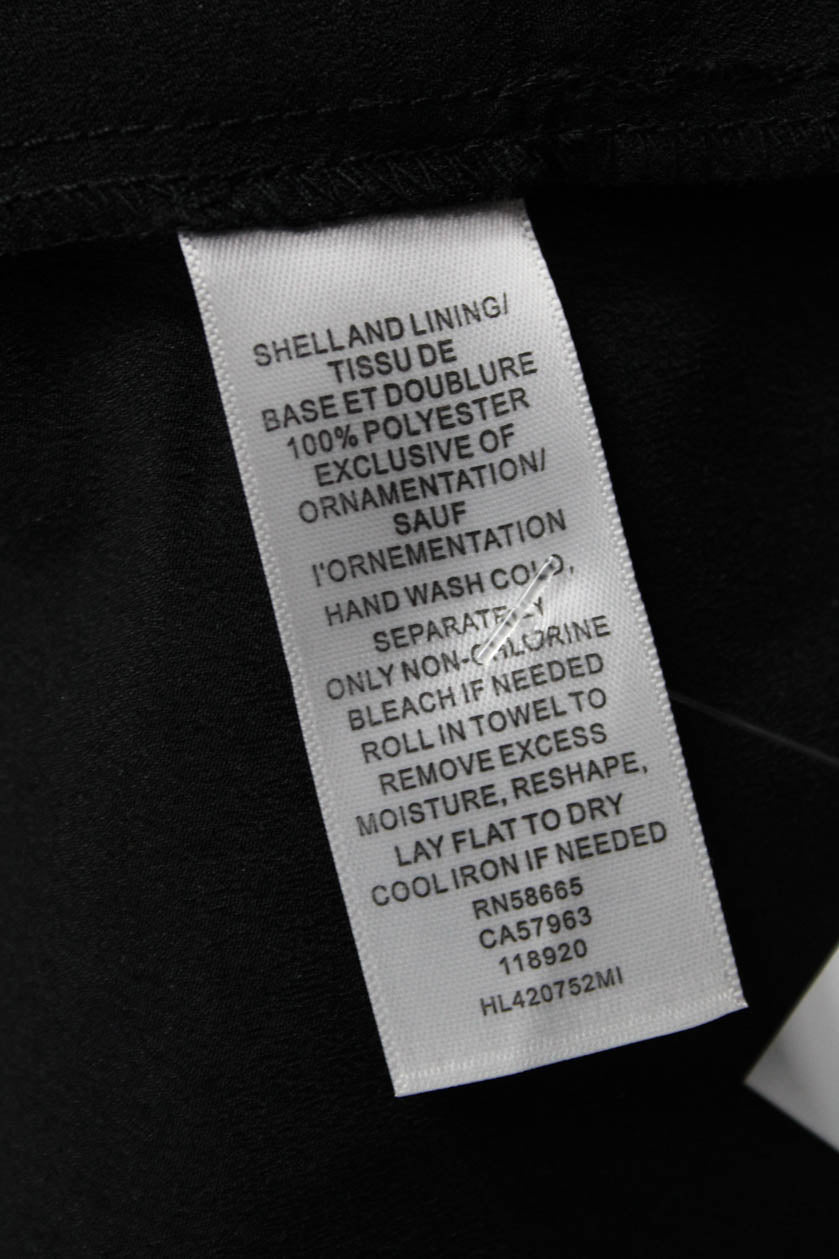 SHELL AND LINING/
TISSU DE
BASE ET DOUBLURE
100% POLYESTER
EXCLUSIVE OF
ORNAMENTATION/
SAUF
l'ORNEMENTATION
HAND WASH COLD,
SEPARATELY
ONLY NON-CHLORINE
BLEACH IF NEEDED
ROLL IN TOWEL TO
REMOVE EXCESS
MOISTURE, RESHAPE,
LAY FLAT TO DRY
COOL IRON IF NEEDED
RN58665
CA57963
118920
HL420752MI